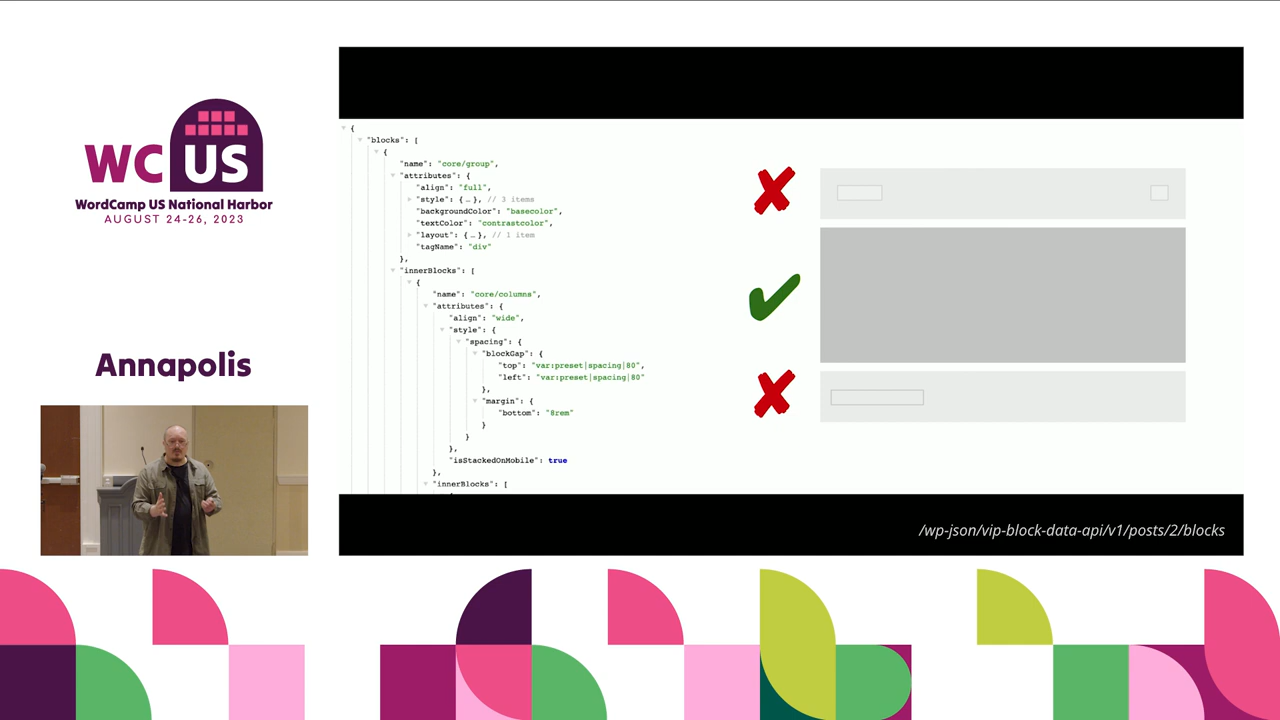 WC US
WordCamp US National Harbor
AUGUST 24-26, 2023
Annapolis
{
"blocks": [
{
"name": "core/group",
"attributes": {
"align": "full",
"style": {…}, // 3 items
"backgroundColor": "basecolor",
"textColor": "contrastcolor",
"layout": {…}, // 1 item
"tagName": "div"
},
"innerBlocks": [
{
"name": "core/columns",
"attributes": {
"align": "wide",
"style": {
"spacing": {
"blockGap": {
"top": "var:preset|spacing|80",
"left": "var:preset|spacing|80"
},
"margin": {
"bottom": "8rem"
}
}
},
"isStackedOnMobile": true
},
"innerBlocks": [
/wp-json/vip-block-data-api/v1/posts/2/blocks